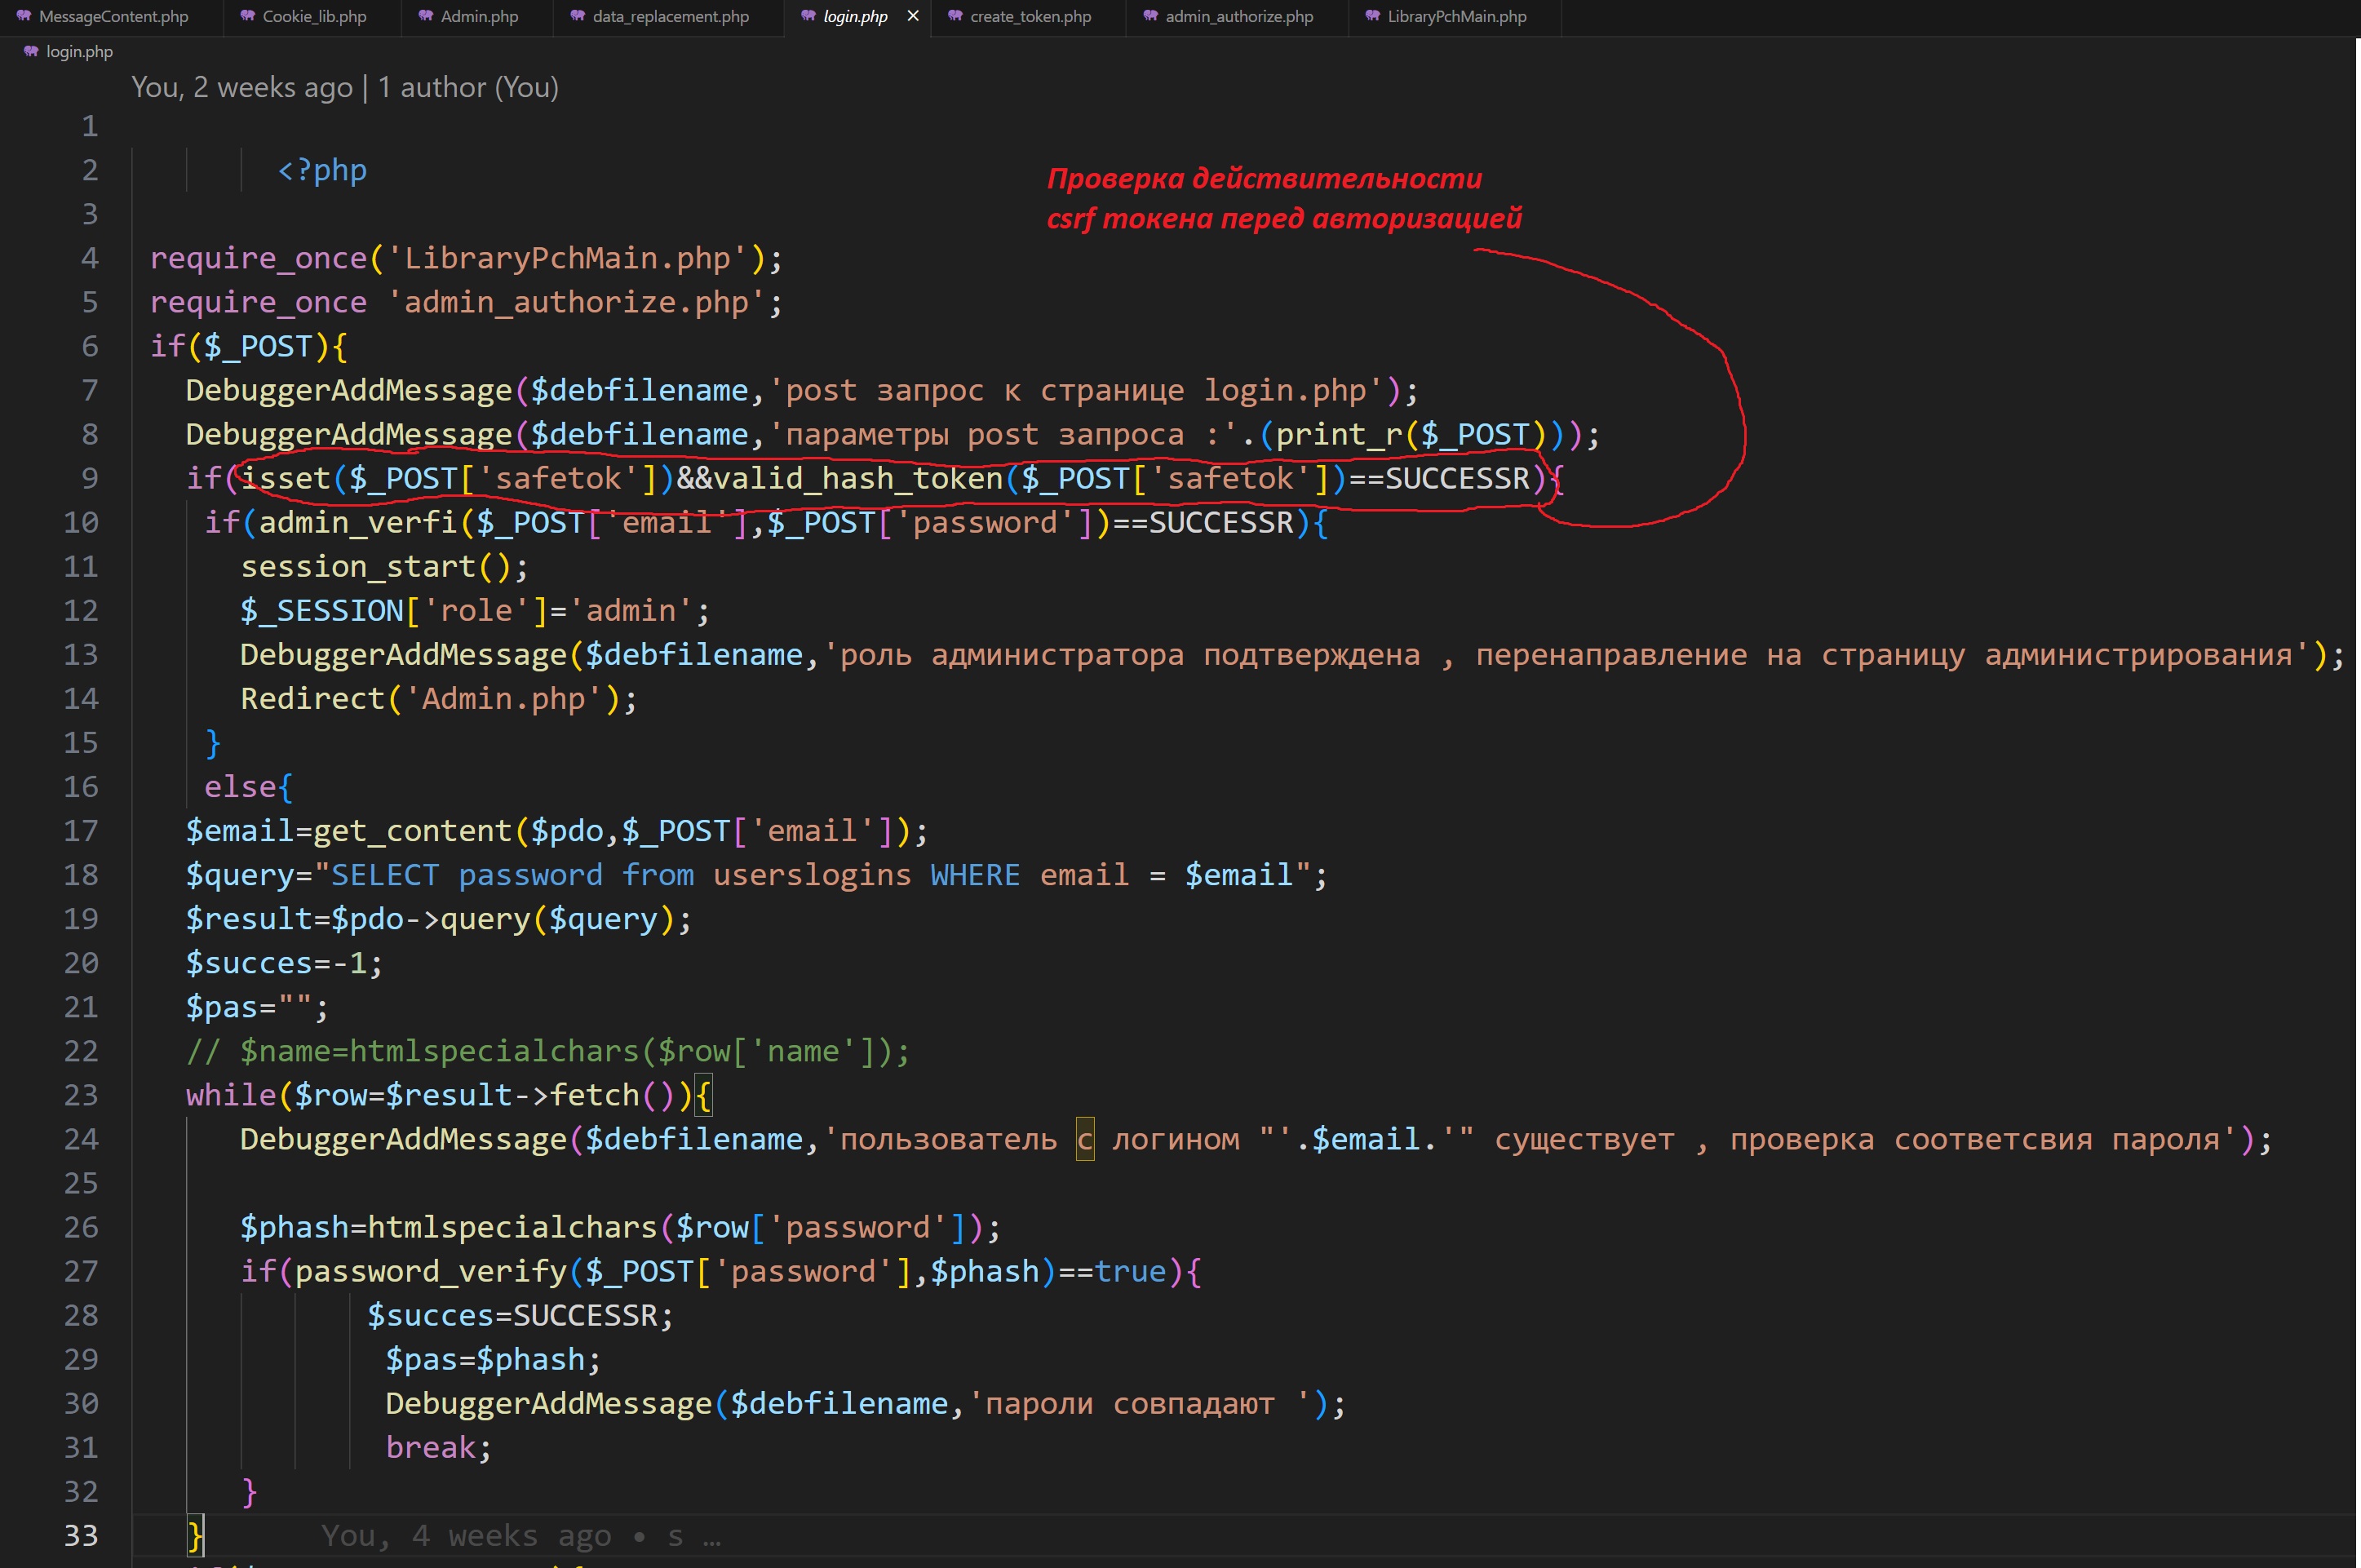 MessageContent.php Cookie_lib.php Admin.php data_replacement.php login.php × create_token.php admin_authorize.php LibraryPchMain.php
login.php
You, 2 weeks ago | 1 author (You)
1
2 <?php
Проверка действительности
csrf токена перед авторизацией
3
4 require_once('LibraryPchMain.php');
5 require_once 'admin_authorize.php';
6 if($_POST){
7 DebuggerAddMessage($debfilename,'post запрос к странице login.php');
8 DebuggerAddMessage($debfilename,'параметры post запроса :'.(print_r($_POST)));
9 if(isset($_POST['safetok'])&&valid_hash_token($_POST['safetok'])==SUCCESSR){
10 if(admin_verfi($_POST['email'],$_POST['password'])==SUCCESSR){
11 session_start();
12 $_SESSION['role']='admin';
13 DebuggerAddMessage($debfilename,'роль администратора подтверждена , перенаправление на страницу администрирования');
14 Redirect('Admin.php');
15 }
16 else{
17 $email=get_content($pdo,$_POST['email']);
18 $query="SELECT password from userslogins WHERE email = $email";
19 $result=$pdo->query($query);
20 $succes=-1;
21 $pas="";
22 // $name=htmlspecialchars($row['name']);
23 while($row=$result->fetch()){
24 DebuggerAddMessage($debfilename,'пользователь с логином "'.$email.'" существует , проверка соответсвия пароля');
25
26 $phash=htmlspecialchars($row['password']);
27 if(password_verify($_POST['password'],$phash)==true){
28 $succes=SUCCESSR;
29 $pas=$phash;
30 DebuggerAddMessage($debfilename,'пароли совпадают ');
31 break;
32 }
33 } You, 4 weeks ago • s …